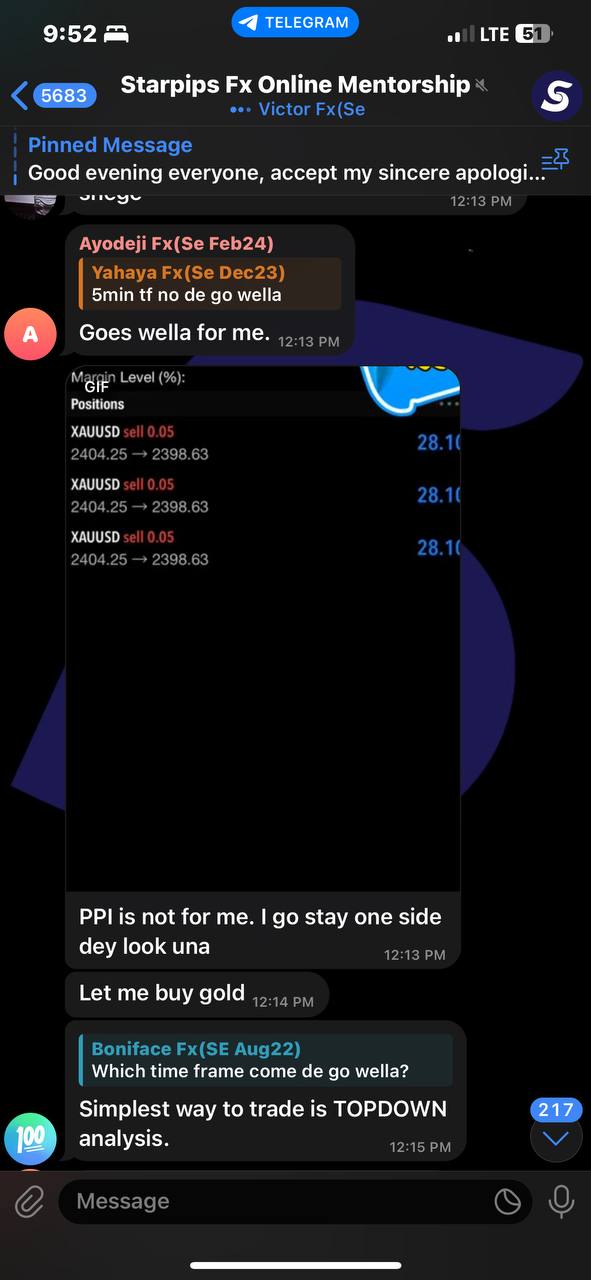 9:52
TELEGRAM
LTE 51
5683
Starpips Fx Online Mentorship
Victor Fx(Se
Pinned Message
Good evening everyone, accept my sincere apologi...
shege
12:13 PM
Ayodeji Fx(Se Feb24)
Yahaya Fx(Se Dec23)
5min tf no de go wella
A
Goes wella for me. 12:13 PM
Margin Level (%):
GIF
Positions
XAUUSD sell 0.05
2404.25 → 2398.63
28.10
XAUUSD sell 0.05
2404.25 → 2398.63
28.10
XAUUSD sell 0.05
2404.25 → 2398.63
28.10
PPI is not for me. I go stay one side
dey look una
12:13 PM
Let me buy gold 12:14 PM
Boniface Fx(SE Aug22)
Which time frame come de go wella?
Simplest way to trade is TOPDOWN
analysis.
12:15 PM
100
217
Message